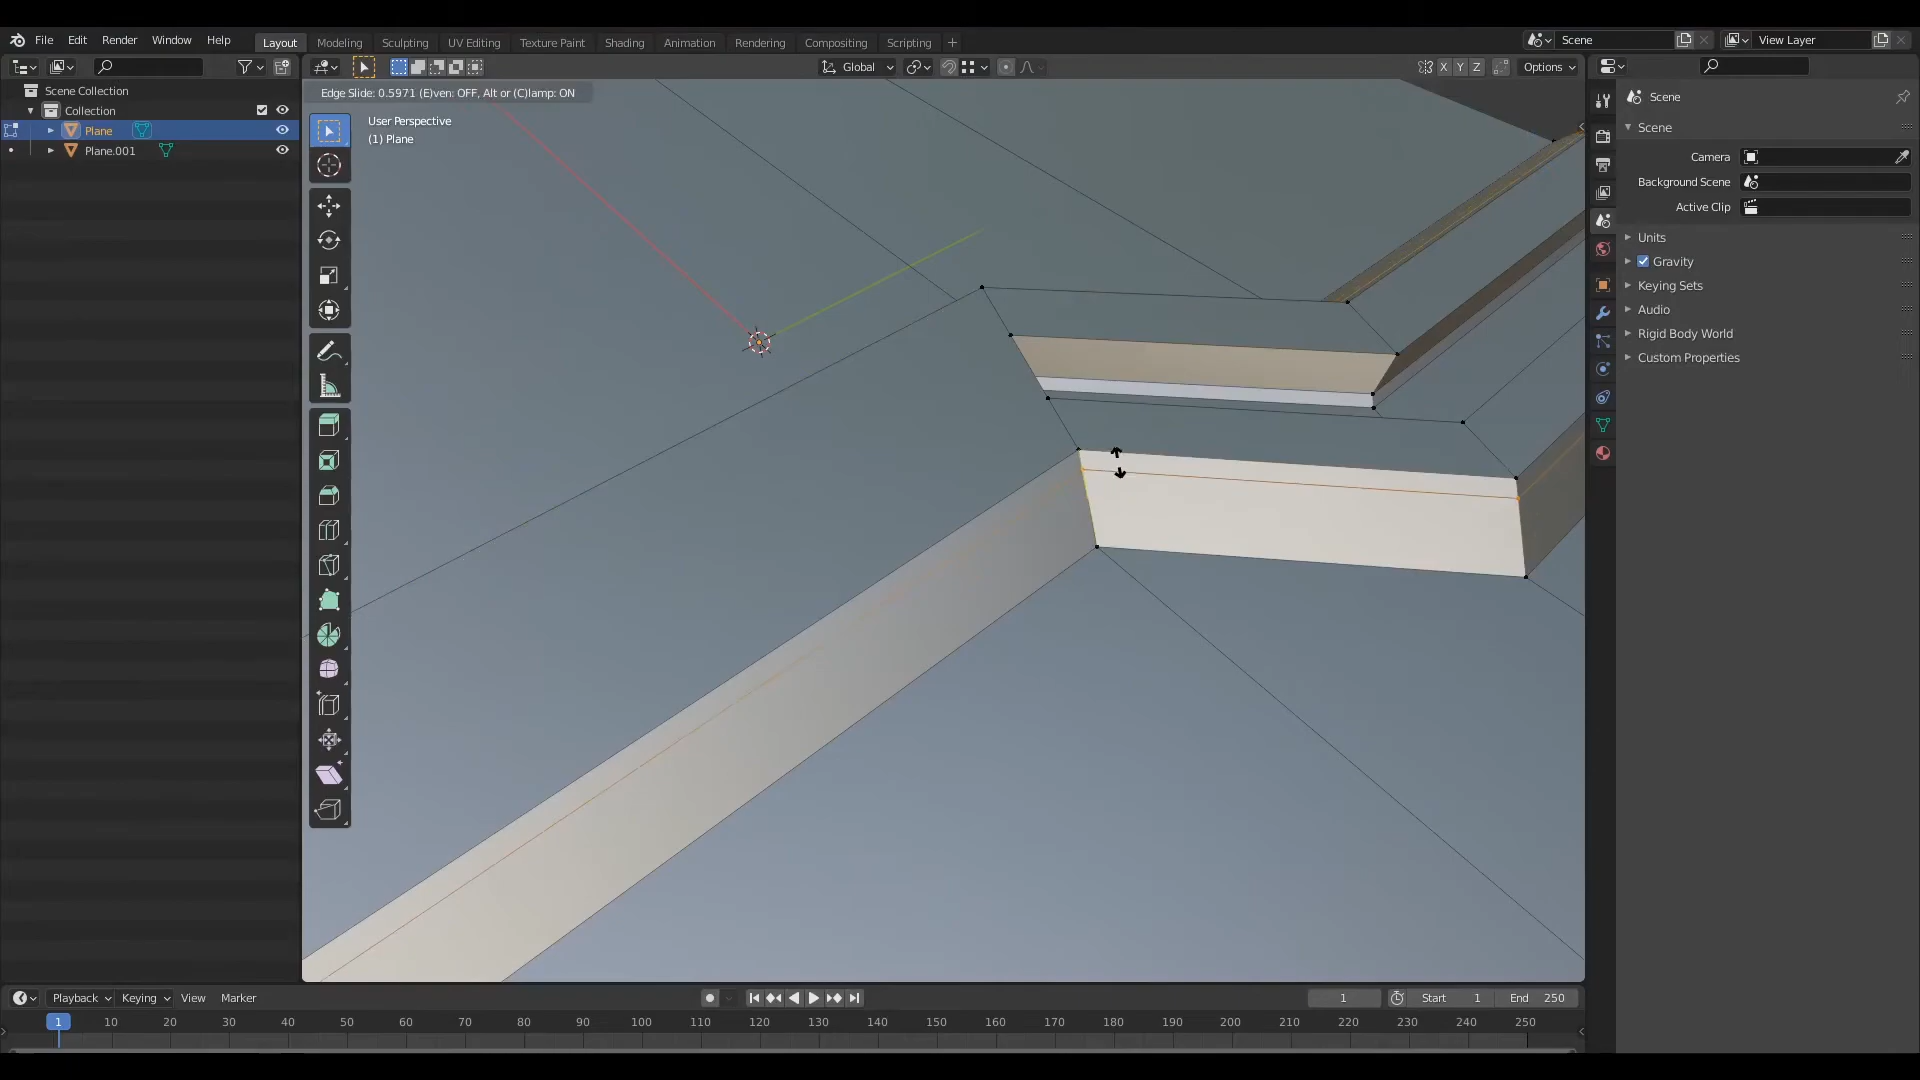 File Edit Render Window Help Layout Modeling Sculpting UV Editing Texture Paint Shading Animation Rendering Compositing Scripting + Scene View Layer
Global X Y Z Options
Scene Collection
Collection
Plane
Plane.001
Edge Slide: 0.5971 (E)ven: OFF, Alt or (C)lamp: ON
User Perspective
(1) Plane
Scene
Scene
Camera
Background Scene
Active Clip
Units
Gravity
Keying Sets
Audio
Rigid Body World
Custom Properties
Playback Keying View Marker 1 Start 1 End 250
1 10 20 30 40 50 60 70 80 90 100 110 120 130 140 150 160 170 180 190 200 210 220 230 240 250